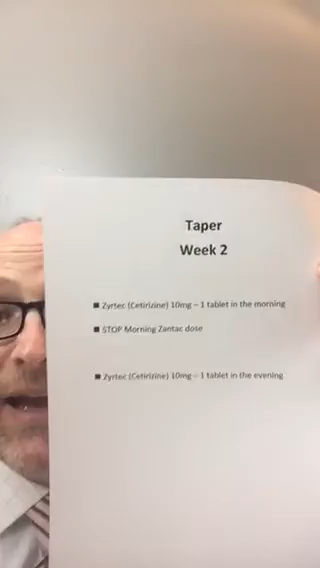 Taper
Week 2
■ Zyrtec (Cetirizine) 10mg – 1 tablet in the morning
■ STOP Morning Zantac dose
■ Zyrtec (Cetirizine) 10mg – 1 tablet in the evening